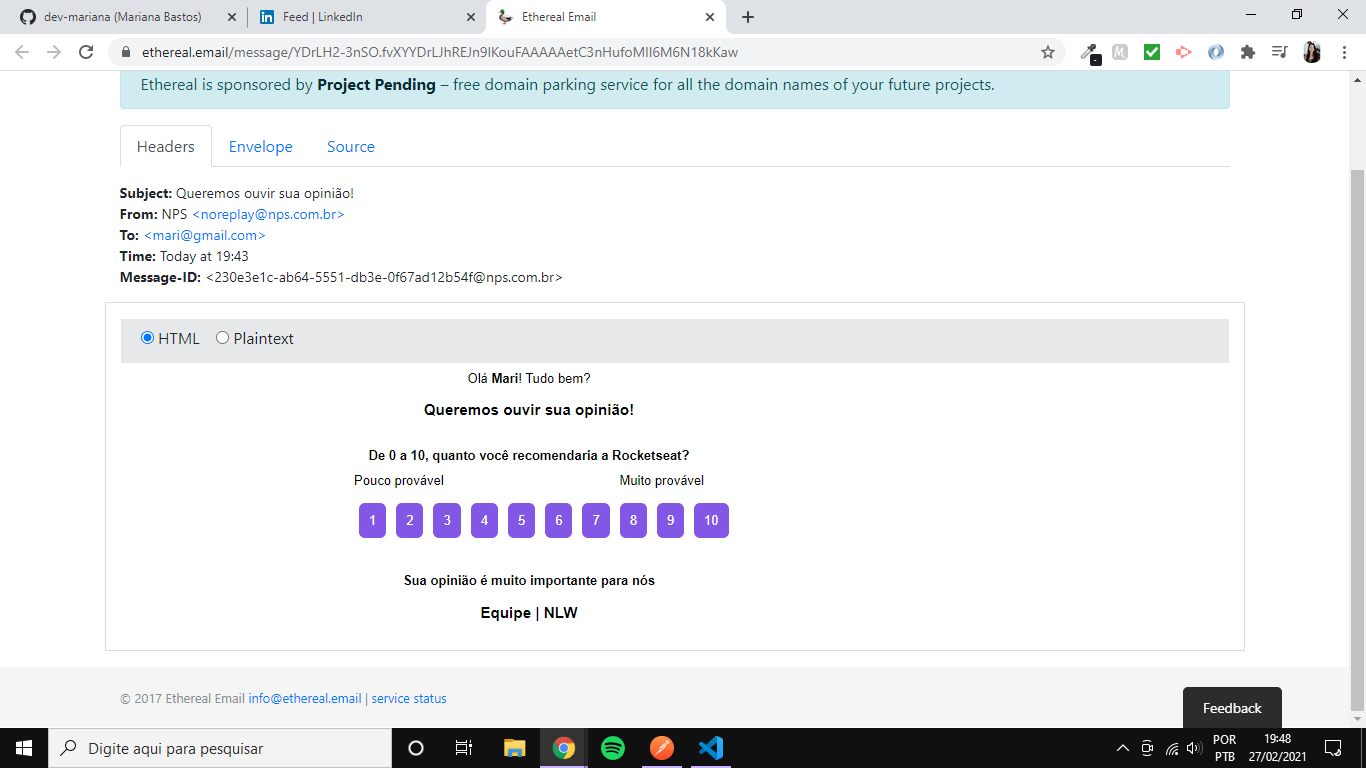 dev-mariana (Mariana Bastos)
Feed | LinkedIn
Ethereal Email
ethereal.email/message/YDrLH2-3nSO.fvXYYDrLJhREJn9lKouFAAAAAetC3nHufoMIl6M6N18kKaw
Ethereal is sponsored by Project Pending – free domain parking service for all the domain names of your future projects.
Headers Envelope Source
Subject: Queremos ouvir sua opinião!
From: NPS <noreplay@nps.com.br>
To: <mari@gmail.com>
Time: Today at 19:43
Message-ID: <230e3e1c-ab64-5551-db3e-0f67ad12b54f@nps.com.br>
HTML Plaintext
Olá Mari! Tudo bem?
Queremos ouvir sua opinião!
De 0 a 10, quanto você recomendaria a Rocketseat?
Pouco provável Muito provável
1 2 3 4 5 6 7 8 9 10
Sua opinião é muito importante para nós
Equipe | NLW
© 2017 Ethereal Email info@ethereal.email | service status
Feedback
Digite aqui para pesquisar
POR 19:48
PTB 27/02/2021